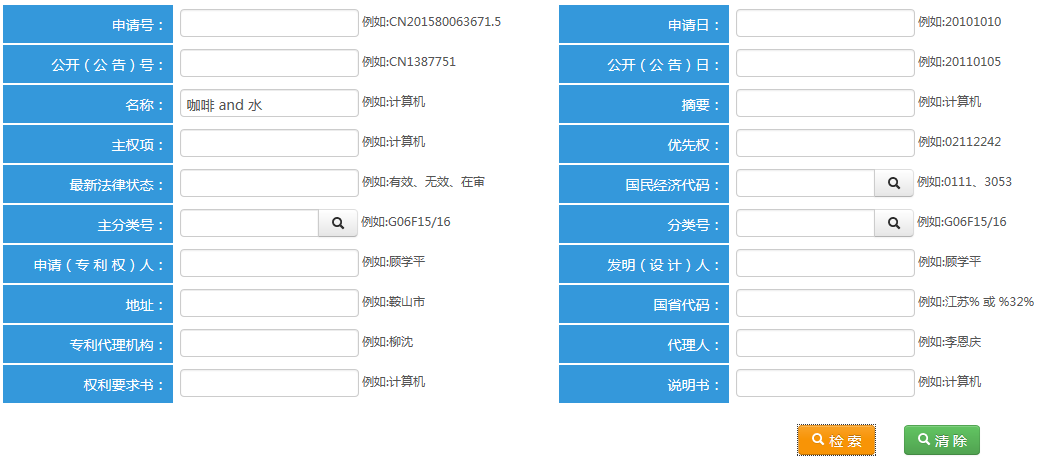 申请号： 例如:CN201580063671.5 申请日： 例如:20101010
公开（公 告）号： 例如:CN1387751 公开（公 告）日： 例如:20110105
名称： 咖啡 and 水 例如:计算机 摘要： 例如:计算机
主权项： 例如:计算机 优先权： 例如:02112242
最新法律状态： 例如:有效、无效、在审 国民经济代码： 例如:0111、3053
主分类号： 例如:G06F15/16 分类号： 例如:G06F15/16
申请（专 利 权）人： 例如:顾学平 发明（设 计）人： 例如:顾学平
地址： 例如:鞍山市 国省代码： 例如:江苏% 或 %32%
专利代理机构： 例如:柳沈 代理人： 例如:李恩庆
权利要求书： 例如:计算机 说明书： 例如:计算机
检 索 清 除